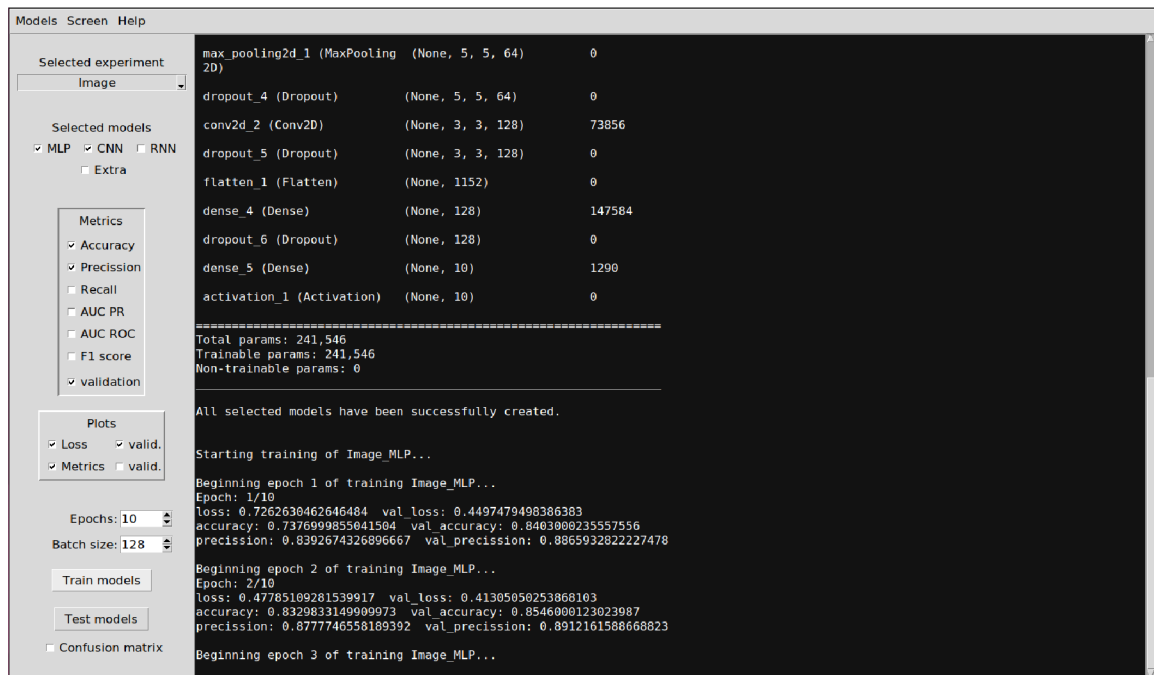 Models Screen Help
Selected experiment
Image
Selected models
MLP CNN RNN
Extra
Metrics
Accuracy
Precission
Recall
AUC PR
AUC ROC
F1 score
validation
Plots
Loss valid.
Metrics valid.
Epochs: 10
Batch size: 128
Train models
Test models
Confusion matrix
max_pooling2d_1 (MaxPooling (None, 5, 5, 64) 0
2D)
dropout_4 (Dropout) (None, 5, 5, 64) 0
conv2d_2 (Conv2D) (None, 3, 3, 128) 73856
dropout_5 (Dropout) (None, 3, 3, 128) 0
flatten_1 (Flatten) (None, 1152) 0
dense_4 (Dense) (None, 128) 147584
dropout_6 (Dropout) (None, 128) 0
dense_5 (Dense) (None, 10) 1290
activation_1 (Activation) (None, 10) 0
=================================================================
Total params: 241,546
Trainable params: 241,546
Non-trainable params: 0
_________________________________________________________________
All selected models have been successfully created.
Starting training of Image_MLP...
Beginning epoch 1 of training Image_MLP...
Epoch: 1/10
loss: 0.7262630462646484 val_loss: 0.4497479498386383
accuracy: 0.7376999855041504 val_accuracy: 0.8403000235557556
precission: 0.8392674326896667 val_precission: 0.8865932822227478
Beginning epoch 2 of training Image_MLP...
Epoch: 2/10
loss: 0.47785109281539917 val_loss: 0.41305050253868103
accuracy: 0.8329833149909973 val_accuracy: 0.8546000123023987
precission: 0.8777746558189392 val_precission: 0.8912161588668823
Beginning epoch 3 of training Image_MLP...